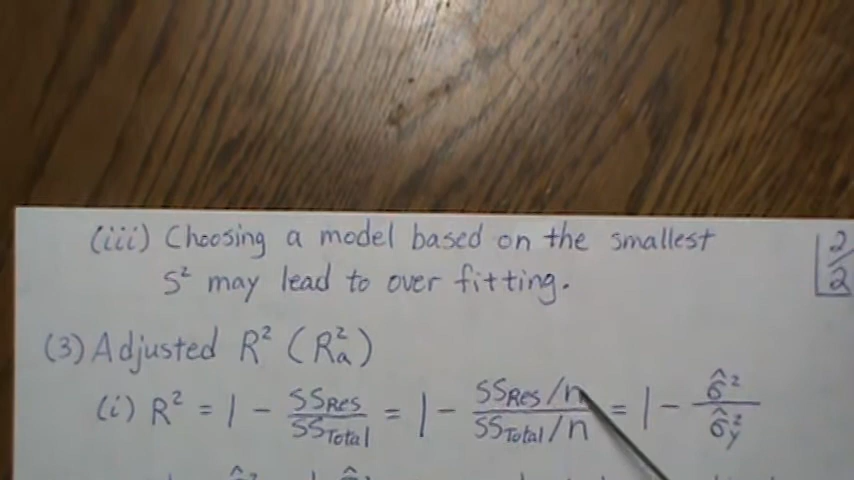 (iii) Choosing a model based on the smallest
S² may lead to over fitting.
2/2
(3) Adjusted R² (R²ₐ)
(i) R² = 1 - SSRes/SSTotal = 1 - (SSRes/n)/(SSTotal/n) = 1 - σ̂²/σ̂²y